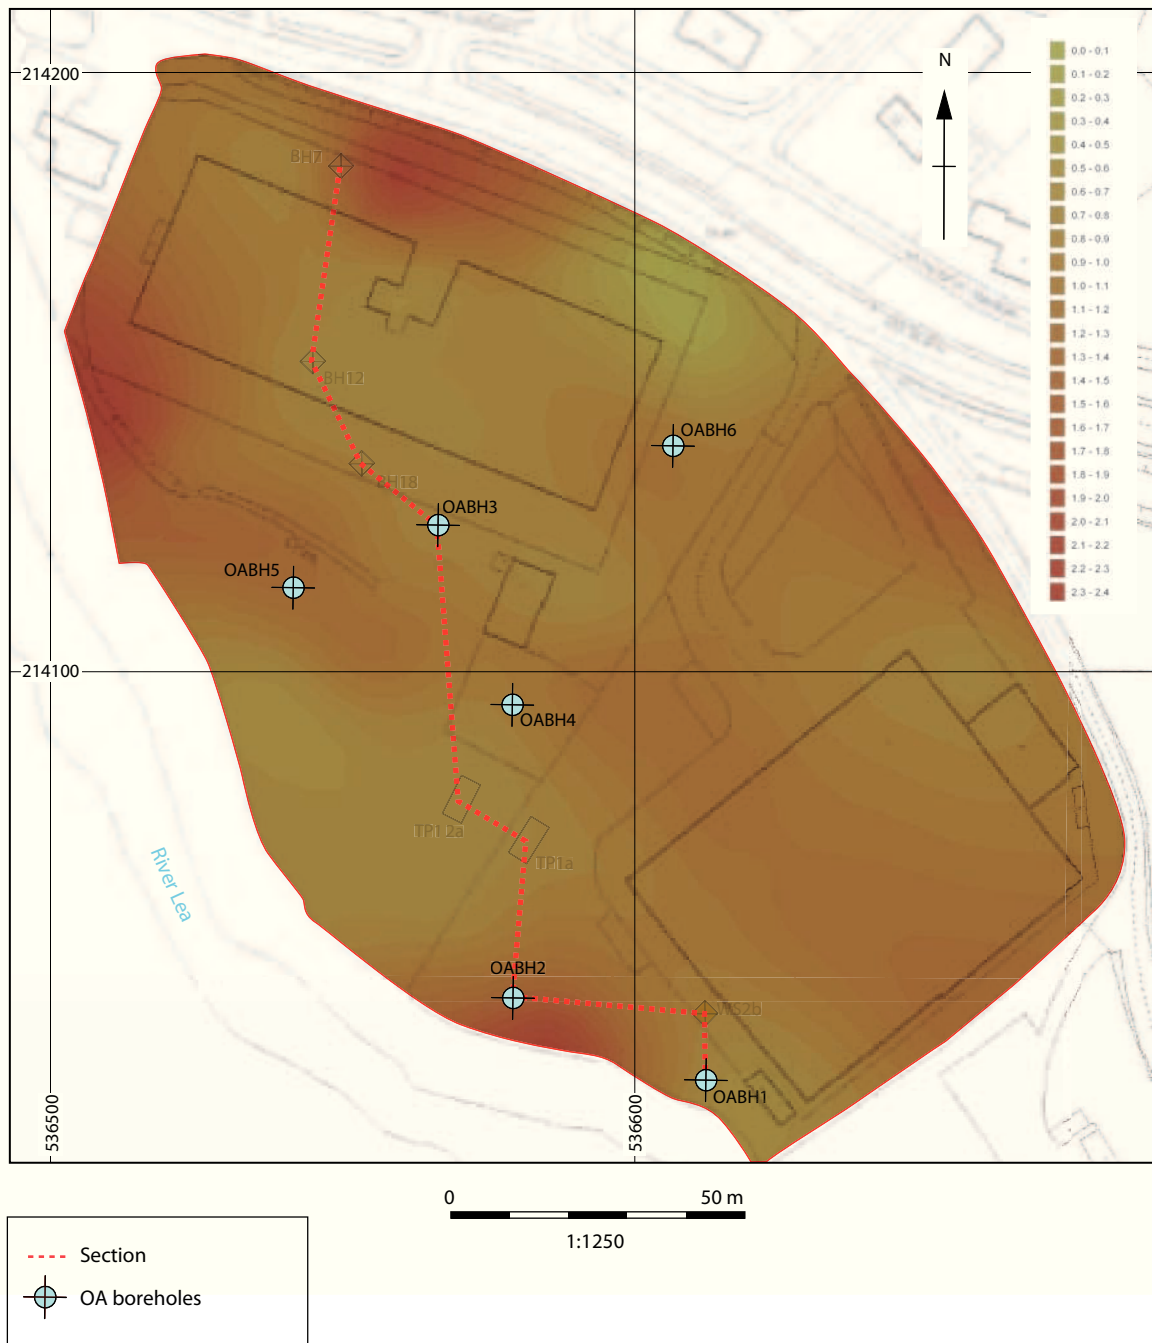 214200
N
0.0 - 0.1
0.1 - 0.2
0.2 - 0.3
0.3 - 0.4
0.4 - 0.5
0.5 - 0.6
0.6 - 0.7
0.7 - 0.8
0.8 - 0.9
0.9 - 1.0
1.0 - 1.1
1.1 - 1.2
1.2 - 1.3
1.3 - 1.4
1.4 - 1.5
1.5 - 1.6
1.6 - 1.7
1.7 - 1.8
1.8 - 1.9
1.9 - 2.0
2.0 - 2.1
2.1 - 2.2
2.2 - 2.3
2.3 - 2.4
BH7
BH12
OABH6
BH18
OABH3
OABH5
214100
OABH4
TP1 2a
TP1a
River Lea
OABH2
WS2b
OABH1
536500
536600
0 50 m
1:1250
Section
OA boreholes